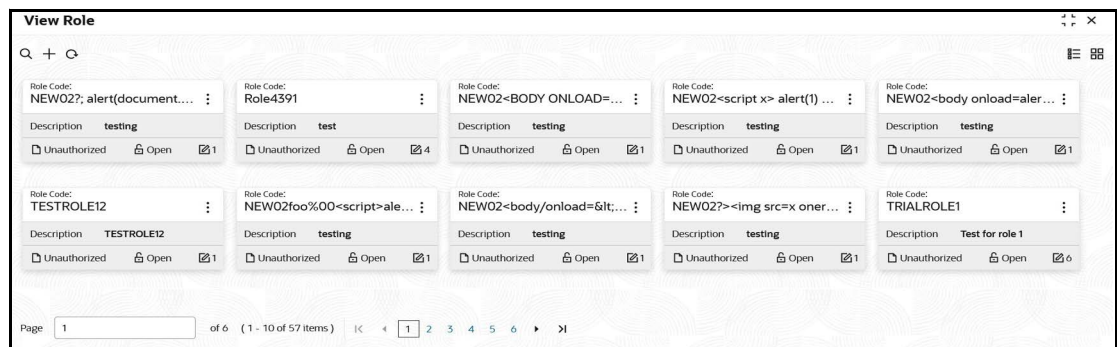 View Role
Role Code: Role Code: Role Code: Role Code: Role Code:
NEW02?; alert(document.... Role4391 NEW02<BODY ONLOAD=... NEW02<script x> alert(1) ... NEW02<body onload=aler...
Description testing Description test Description testing Description testing Description testing
Unauthorized Open 1 Unauthorized Open 4 Unauthorized Open 1 Unauthorized Open 1 Unauthorized Open 1
Role Code: Role Code: Role Code: Role Code: Role Code:
TESTROLE12 NEW02foo%00<script>ale... NEW02<body/onload=&lt;... NEW02?><img src=x oner... TRIALROLE1
Description TESTROLE12 Description testing Description testing Description testing Description Test for role 1
Unauthorized Open 1 Unauthorized Open 1 Unauthorized Open 1 Unauthorized Open 1 Unauthorized Open 6
Page 1 of 6 (1 - 10 of 57 items) 1 2 3 4 5 6